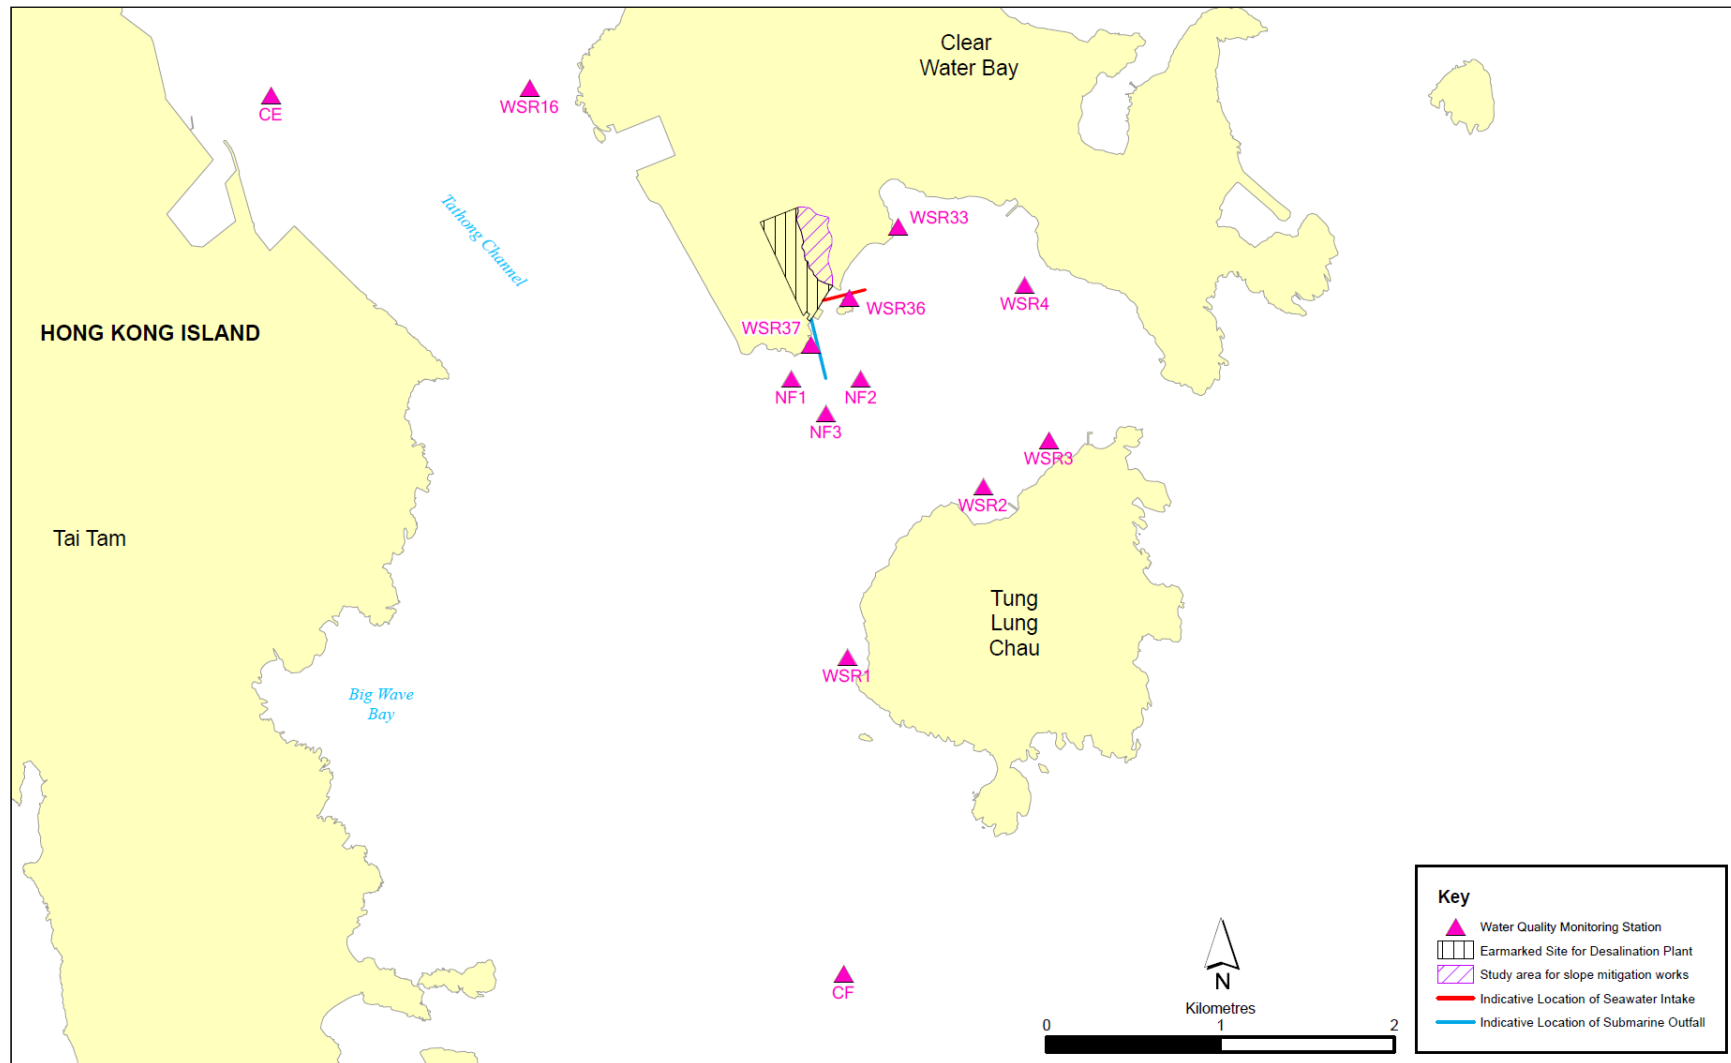 Clear
Water Bay
CE
WSR16
Tathong Channel
WSR33
WSR4
WSR36
HONG KONG ISLAND
WSR37
NF1
NF2
NF3
WSR3
WSR2
Tai Tam
Tung
Lung
Chau
WSR1
Big Wave
Bay
CF
N
Kilometres
0 1 2
Key
Water Quality Monitoring Station
Earmarked Site for Desalination Plant
Study area for slope mitigation works
Indicative Location of Seawater Intake
Indicative Location of Submarine Outfall